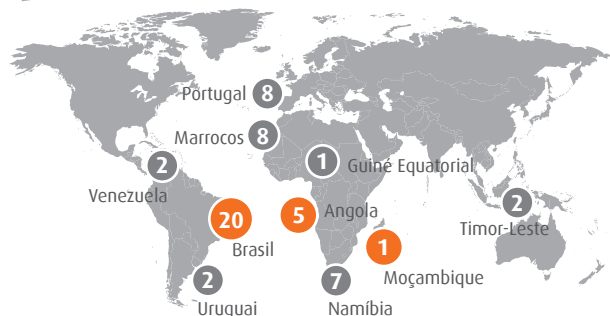 Portugal 8
Marrocos 8
1
Guiné Equatorial
2
Venezuela
20
Brasil
5
Angola
2
Timor-Leste
1
Moçambique
2
Uruguai
7
Namíbia